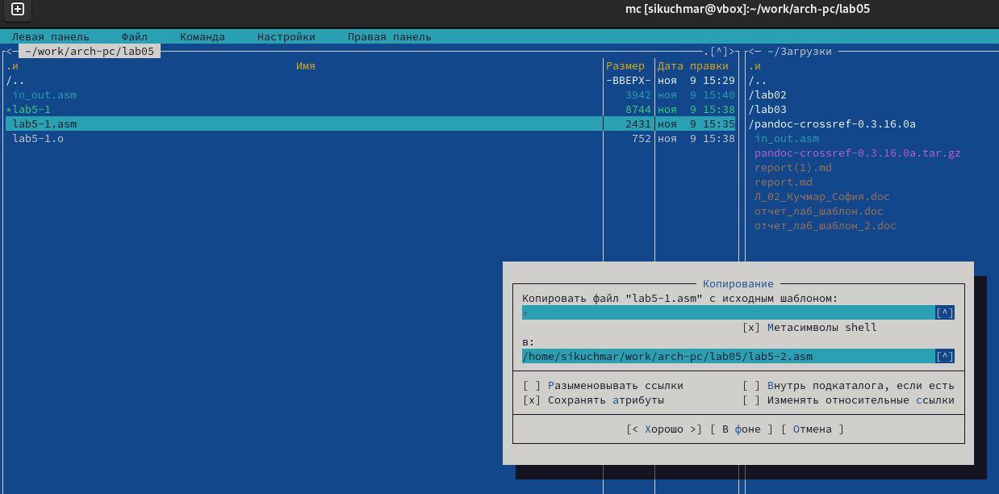 mc [sikuchmar@vbox]:~/work/arch-pc/lab05
Левая панель Файл Команда Настройки Правая панель
<─ ~/work/arch-pc/lab05 .[^]>
.и Имя Размер Дата правки
/.. -ВВЕРХ- ноя 9 15:29
in_out.asm 3942 ноя 9 15:40
*lab5-1 8744 ноя 9 15:38
lab5-1.asm 2431 ноя 9 15:35
lab5-1.o 752 ноя 9 15:38
<─ ~/Загрузки
.и
/..
/lab02
/lab03
/pandoc-crossref-0.3.16.0a
in_out.asm
pandoc-crossref-0.3.16.0a.tar.gz
report(1).md
report.md
Л_02_Кучмар_София.doc
отчет_лаб_шаблон.doc
отчет_лаб_шаблон_2.doc
Копирование
Копировать файл "lab5-1.asm" с исходным шаблоном:
* [^]
[x] Метасимволы shell
в:
/home/sikuchmar/work/arch-pc/lab05/lab5-2.asm [^]
[ ] Разыменовывать ссылки [ ] Внутрь подкаталога, если есть
[x] Сохранять атрибуты [ ] Изменять относительные ссылки
[< Хорошо >] [ В фоне ] [ Отмена ]